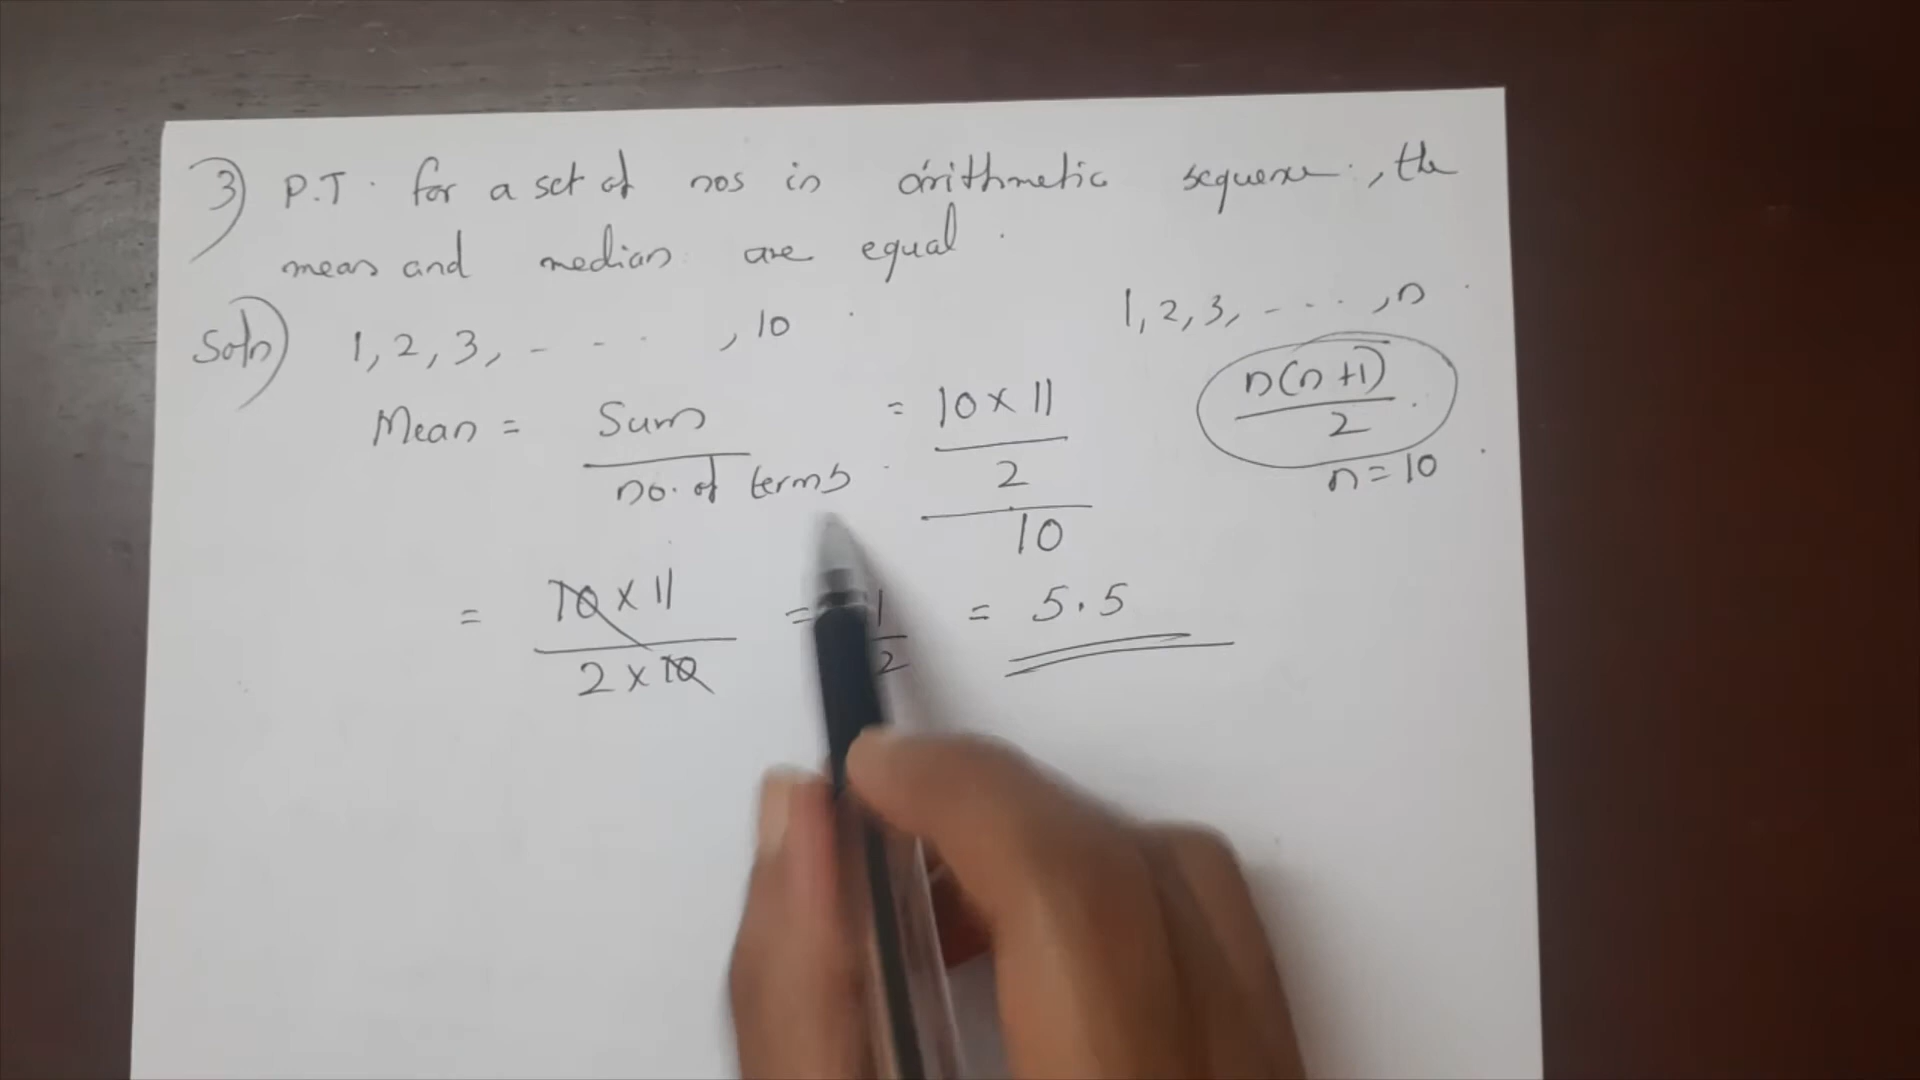 3) P.T. for a set of nos in arithmetic sequence, the
mean and median are equal.
Soln) 1, 2, 3, - - - , 10
1, 2, 3, - - - , n
Mean = Sum / no. of terms = 10 x 11 / 2 / 10
n(n+1) / 2
n = 10
= 10 x 11 / 2 x 10 = 1 / 2 = 5.5